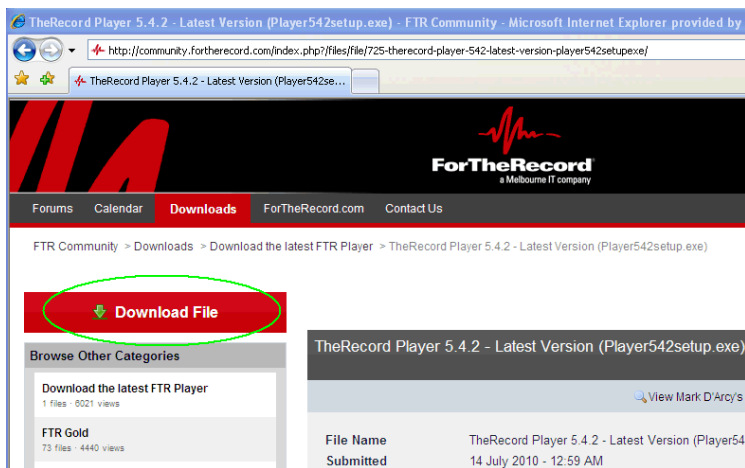 TheRecord Player 5.4.2 - Latest Version (Player542setup.exe) - FTR Community - Microsoft Internet Explorer provided by
http://community.fortherecord.com/index.php?/files/file/725-therecord-player-542-latest-version-player542setupexe/
TheRecord Player 5.4.2 - Latest Version (Player542se...
ForTheRecord
a Melbourne IT company
Forums Calendar Downloads ForTheRecord.com Contact Us
FTR Community > Downloads > Download the latest FTR Player > TheRecord Player 5.4.2 - Latest Version (Player542setup.exe)
Download File
Browse Other Categories
Download the latest FTR Player
1 files - 6021 views
FTR Gold
73 files - 4440 views
TheRecord Player 5.4.2 - Latest Version (Player542setup.exe)
View Mark D'Arcy's
File Name TheRecord Player 5.4.2 - Latest Version (Player54
Submitted 14 July 2010 - 12:59 AM